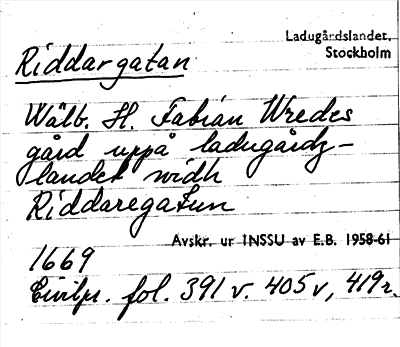 Ladugårdslandet,
Stockholm
Riddargatan
Wälb. H. Fabian Wredes
gård uppå ladugårdz-
landet widh
Riddaregatun
Avskr. ur INSSU av E.B. 1958-61
1669
Civilpr. fol. 391 v. 405 v, 419 r.